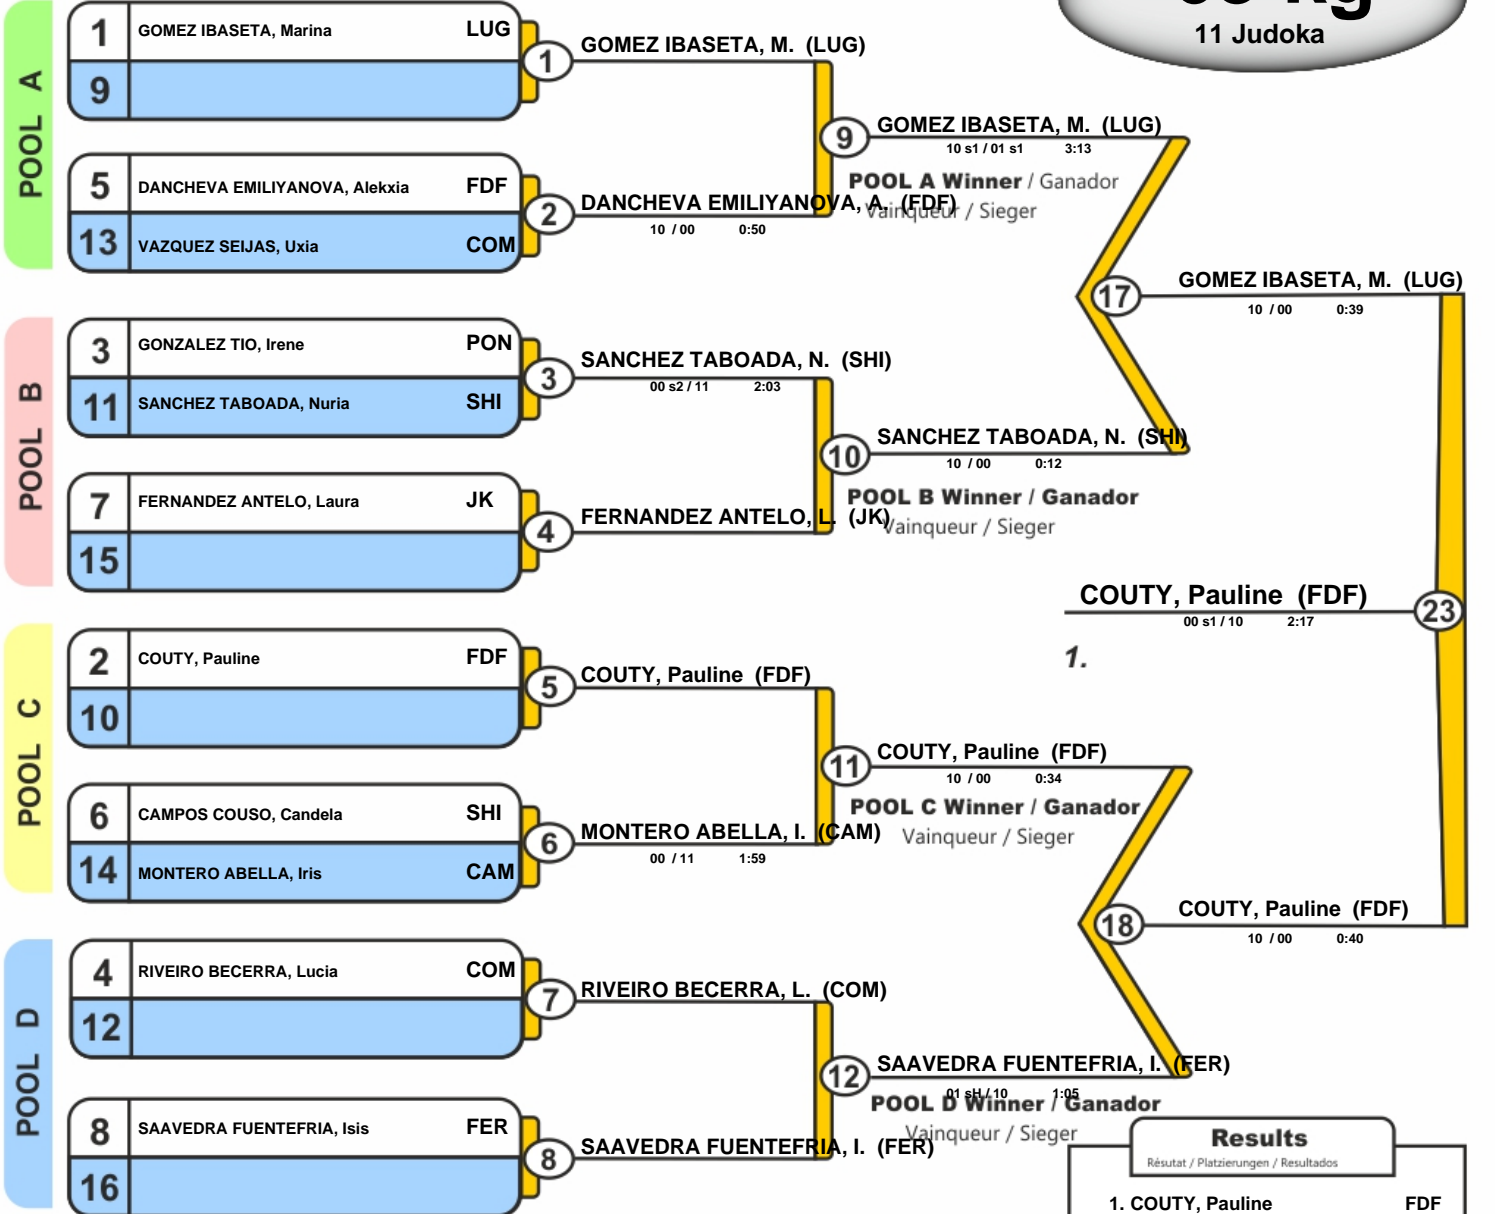 11 Judoka
POOL A
1 GOMEZ IBASETA, Marina LUG
9
5 DANCHEVA EMILIYANOVA, Alekxia FDF
13 VAZQUEZ SEIJAS, Uxia COM
POOL B
3 GONZALEZ TIO, Irene PON
11 SANCHEZ TABOADA, Nuria SHI
7 FERNANDEZ ANTELO, Laura JK
15
POOL C
2 COUTY, Pauline FDF
10
6 CAMPOS COUSO, Candela SHI
14 MONTERO ABELLA, Iris CAM
POOL D
4 RIVEIRO BECERRA, Lucia COM
12
8 SAAVEDRA FUENTEFRIA, Isis FER
16
1 GOMEZ IBASETA, M. (LUG)
2 DANCHEVA EMILIYANOVA, A. (FDF)
10 / 00 0:50
3 SANCHEZ TABOADA, N. (SHI)
00 s2 / 11 2:03
4 FERNANDEZ ANTELO, L. (JK)
5 COUTY, Pauline (FDF)
6 MONTERO ABELLA, I. (CAM)
00 / 11 1:59
7 RIVEIRO BECERRA, L. (COM)
8 SAAVEDRA FUENTEFRIA, I. (FER)
9 GOMEZ IBASETA, M. (LUG)
10 s1 / 01 s1 3:13
POOL A Winner / Ganador
Vainqueur / Sieger
10 SANCHEZ TABOADA, N. (SHI)
10 / 00 0:12
POOL B Winner / Ganador
Vainqueur / Sieger
11 COUTY, Pauline (FDF)
10 / 00 0:34
POOL C Winner / Ganador
Vainqueur / Sieger
12 SAAVEDRA FUENTEFRIA, I. (FER)
01 sH / 10 1:05
POOL D Winner / Ganador
Vainqueur / Sieger
17 GOMEZ IBASETA, M. (LUG)
10 / 00 0:39
18 COUTY, Pauline (FDF)
10 / 00 0:40
COUTY, Pauline (FDF) 23
00 s1 / 10 2:17
1.
Results
Résutat / Platzierungen / Resultados
1. COUTY, Pauline FDF